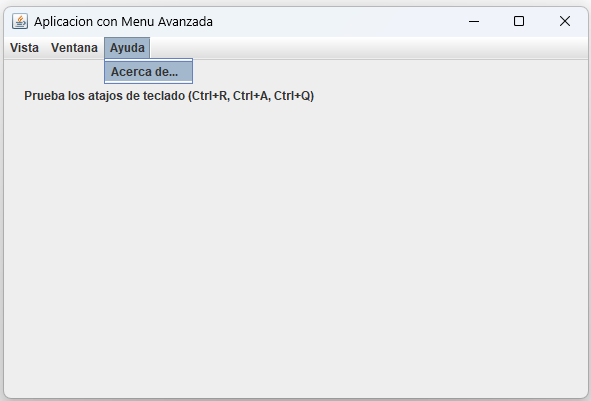 Aplicacion con Menu Avanzada
Vista Ventana Ayuda
Acerca de...
Prueba los atajos de teclado (Ctrl+R, Ctrl+A, Ctrl+Q)